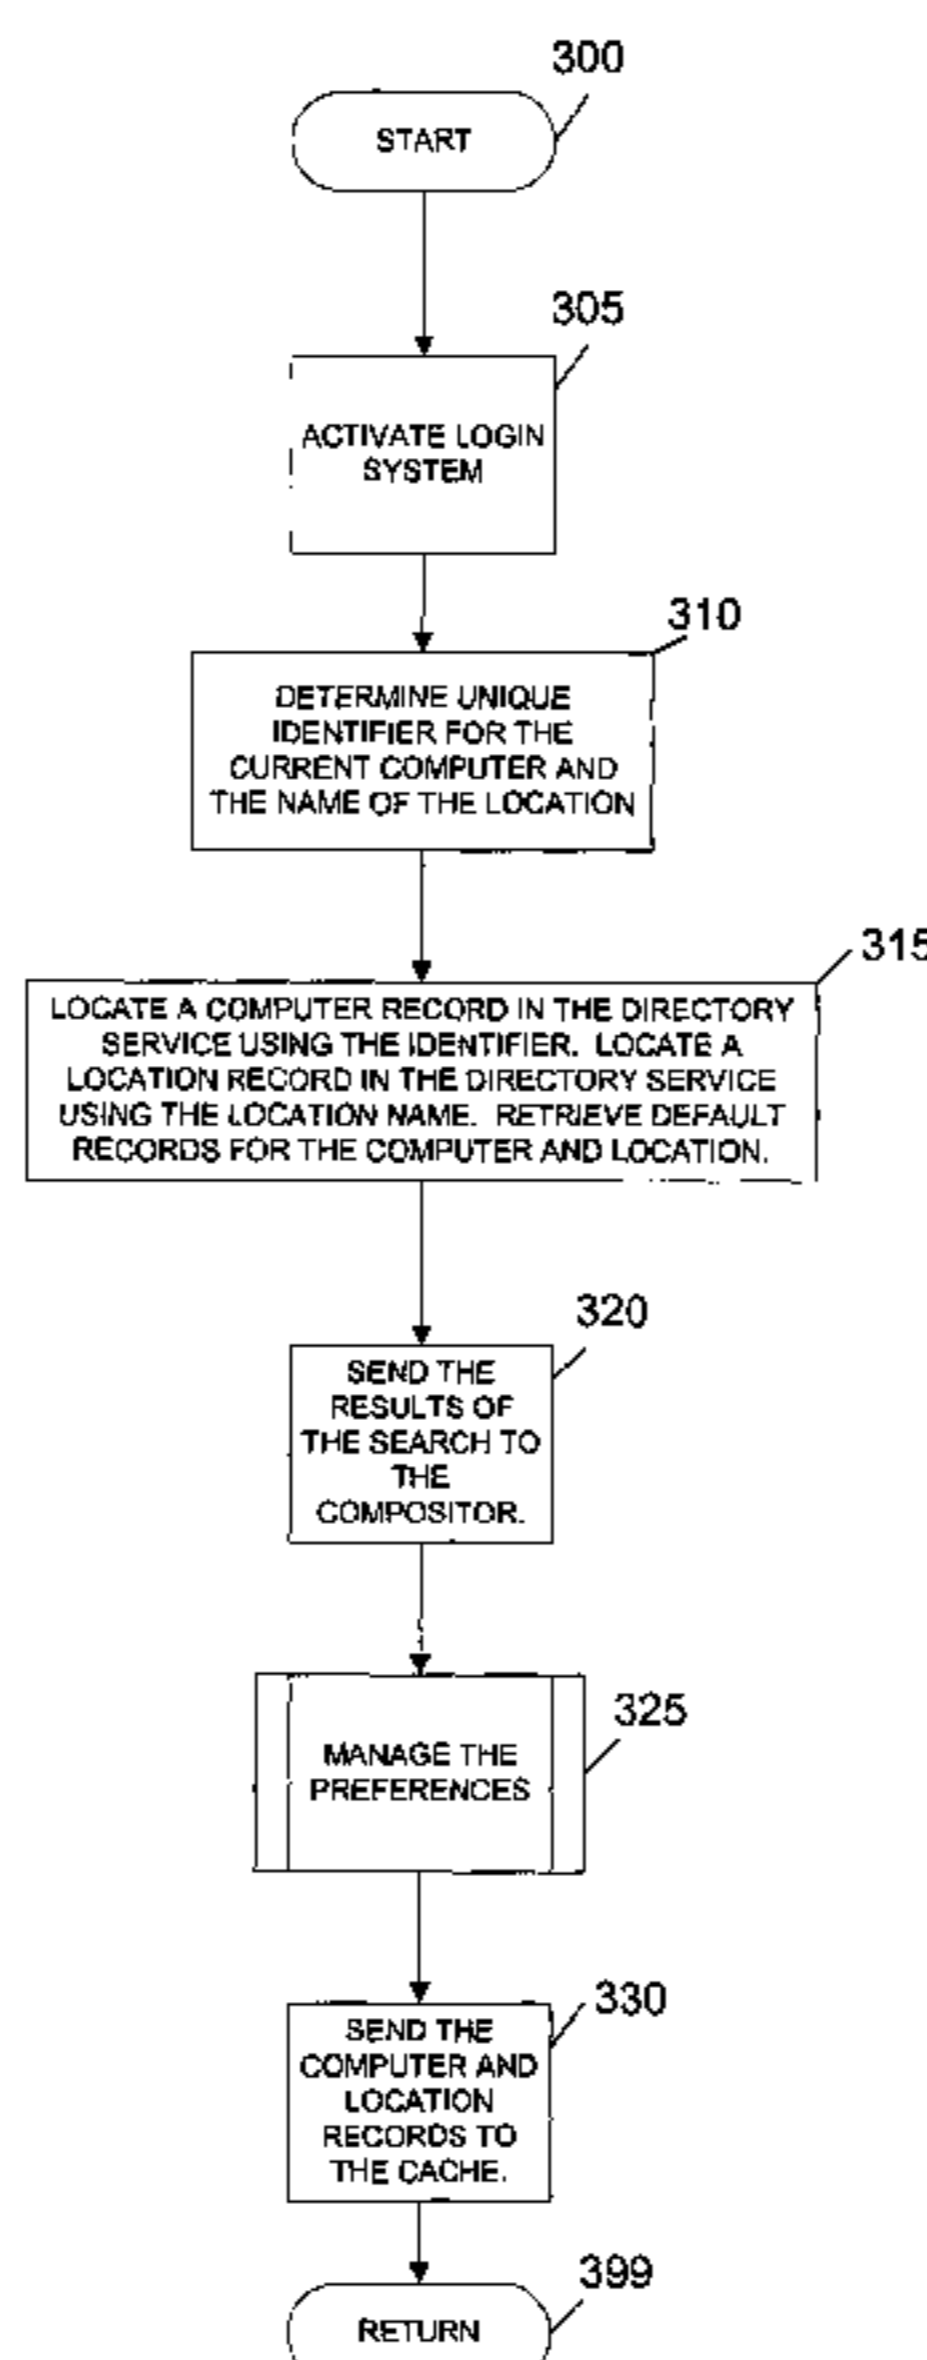 300
START
305
ACTIVATE LOGIN
SYSTEM
310
DETERMINE UNIQUE
IDENTIFIER FOR THE
CURRENT COMPUTER AND
THE NAME OF THE LOCATION
315
LOCATE A COMPUTER RECORD IN THE DIRECTORY
SERVICE USING THE IDENTIFIER. LOCATE A
LOCATION RECORD IN THE DIRECTORY SERVICE
USING THE LOCATION NAME. RETRIEVE DEFAULT
RECORDS FOR THE COMPUTER AND LOCATION.
320
SEND THE
RESULTS OF
THE SEARCH TO
THE
COMPOSITOR.
325
MANAGE THE
PREFERENCES
330
SEND THE
COMPUTER AND
LOCATION
RECORDS TO
THE CACHE.
399
RETURN